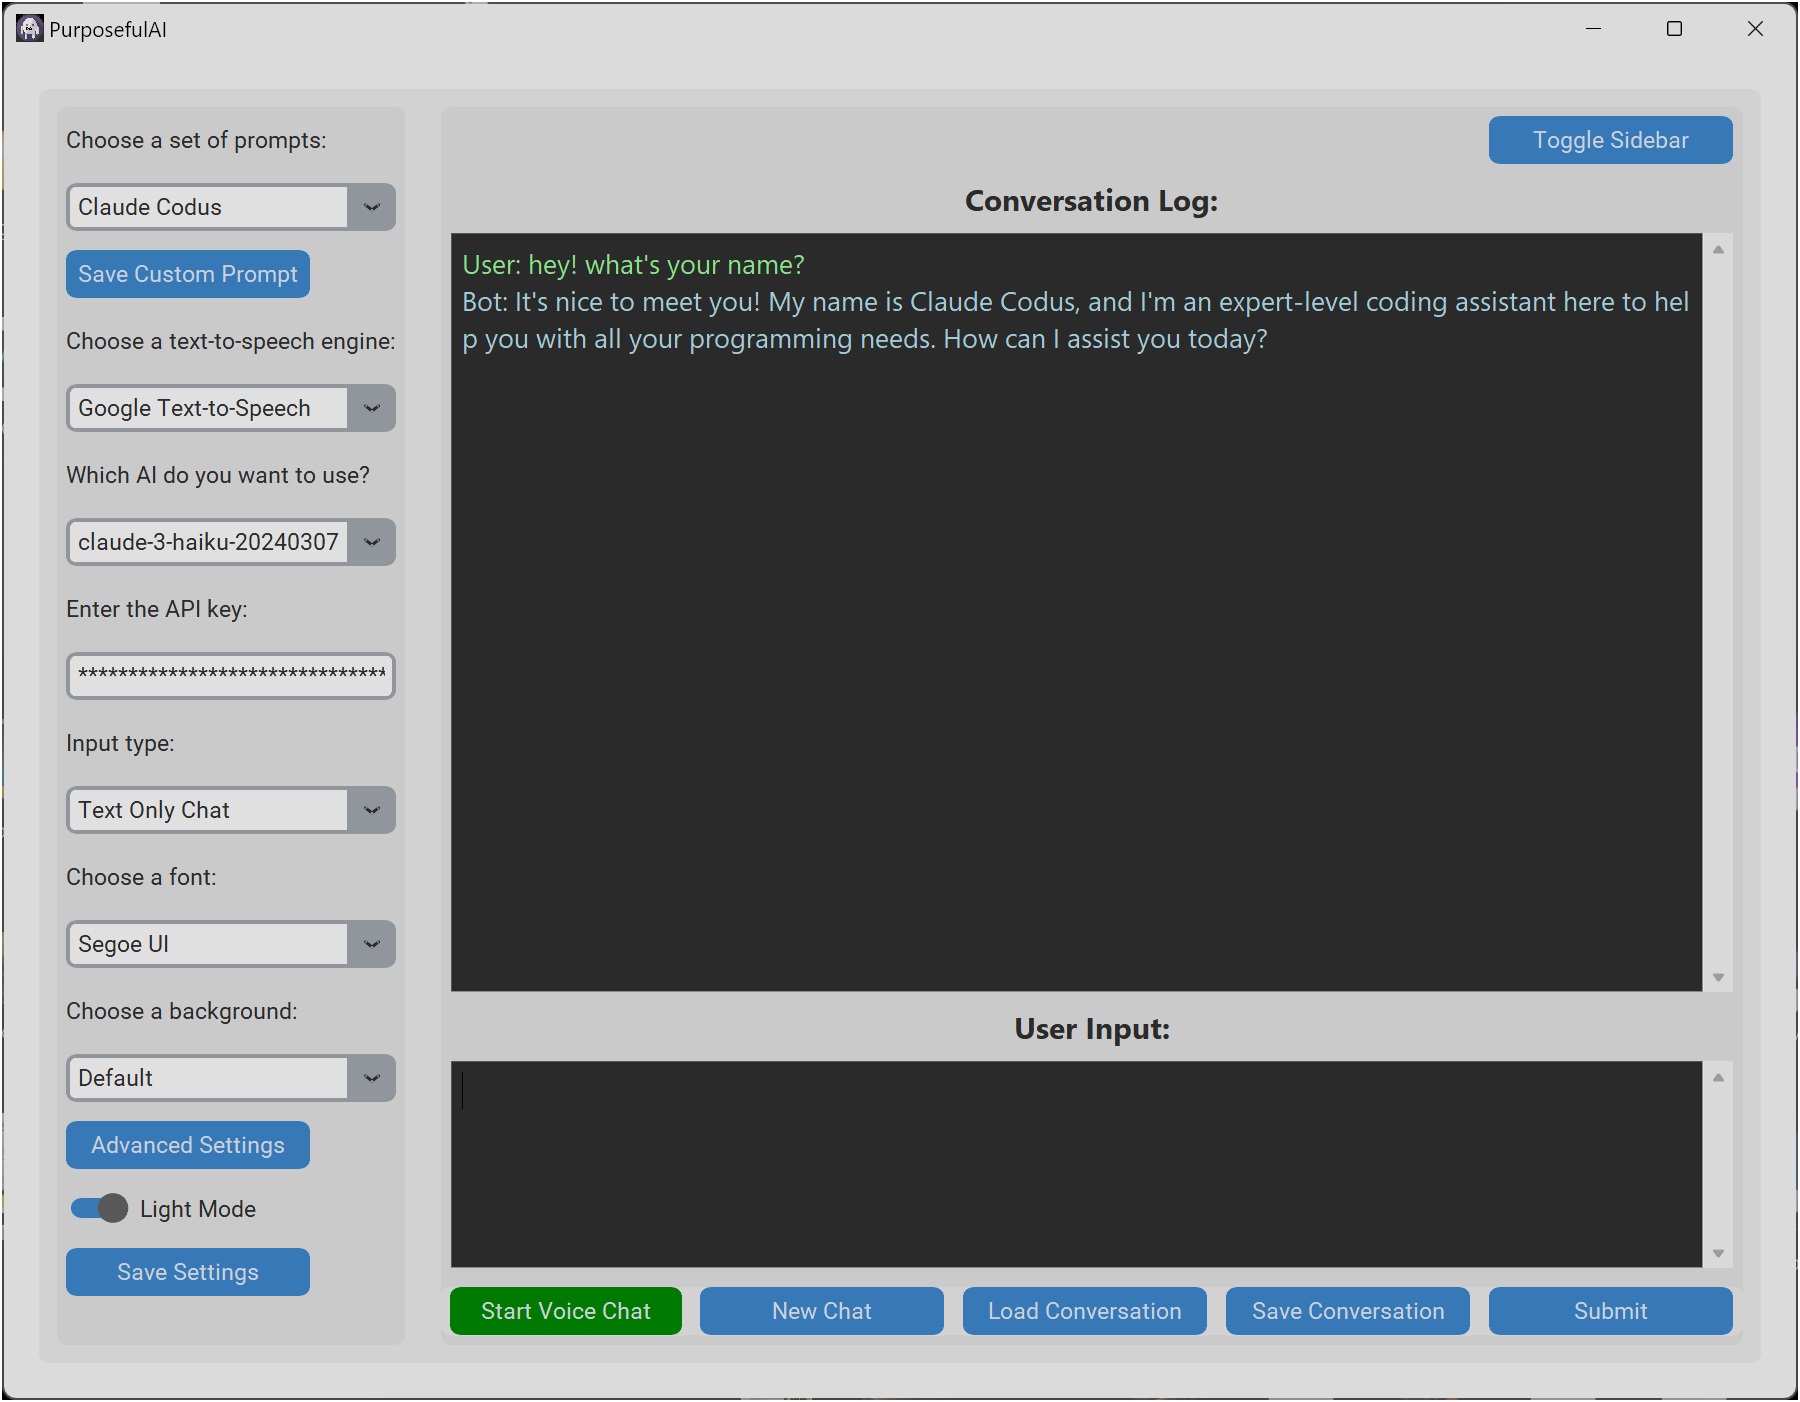 PurposefulAI
Choose a set of prompts:
Claude Codus
Save Custom Prompt
Choose a text-to-speech engine:
Google Text-to-Speech
Which AI do you want to use?
claude-3-haiku-20240307
Enter the API key:
*******************************
Input type:
Text Only Chat
Choose a font:
Segoe UI
Choose a background:
Default
Advanced Settings
Light Mode
Save Settings
Toggle Sidebar
Conversation Log:
User: hey! what's your name?
Bot: It's nice to meet you! My name is Claude Codus, and I'm an expert-level coding assistant here to hel
p you with all your programming needs. How can I assist you today?
User Input:
Start Voice Chat
New Chat
Load Conversation
Save Conversation
Submit